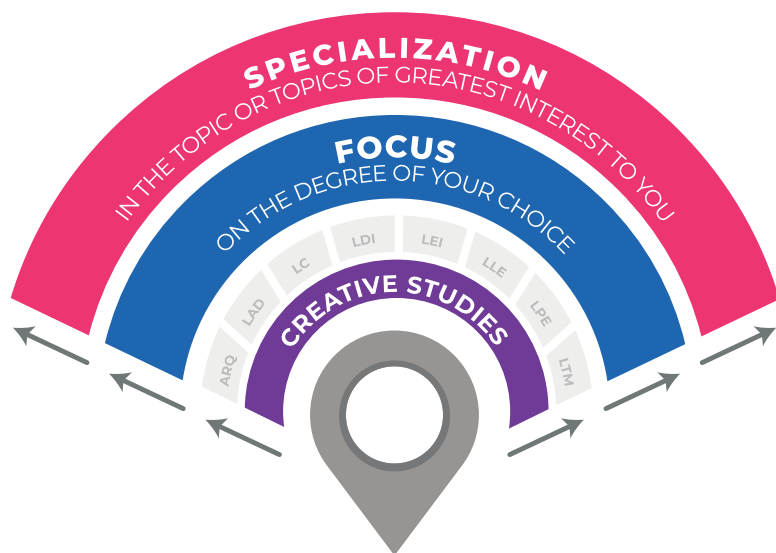 SPECIALIZATION
IN THE TOPIC OR TOPICS OF GREATEST INTEREST TO YOU
FOCUS
ON THE DEGREE OF YOUR CHOICE
ARQ
LAD
LC
LDI
LEI
LLE
LPE
LTM
CREATIVE STUDIES